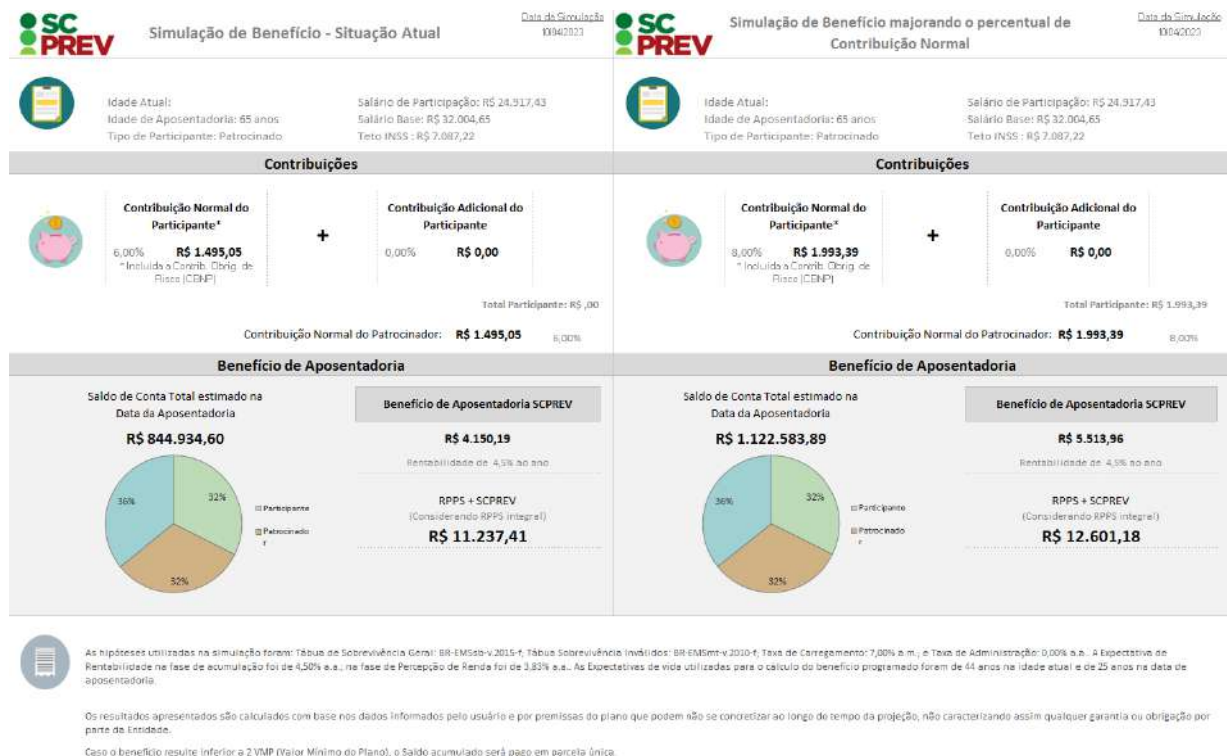 SC
PREV
Simulação de Benefício - Situação Atual
Data da Simulação
Idade Atual:
Idade de Aposentadoria: 65 anos
Tipo de Participante: Patrocinado
Salário de Participação: R$ 24.917,43
Salário Base: R$ 32.004,65
Teto INSS : R$ 7.087,22
Contribuições
Contribuição Normal do
Participante*
6,00% R$ 1.495,05
* Incluída a Contrib. Obrig. de
Risco (CBNP)
+
Contribuição Adicional do
Participante
0,00% R$ 0,00
Total Participante: R$ ,00
Contribuição Normal do Patrocinador: R$ 1.495,05 6,00%
Benefício de Aposentadoria
Saldo de Conta Total estimado na
Data da Aposentadoria
R$ 844.934,60
36%
32%
32%
Participante
Patrocinado
r
Benefício de Aposentadoria SCPREV
R$ 4.150,19
Rentabilidade de 4,5% ao ano
RPPS + SCPREV
(Considerando RPPS integral)
R$ 11.237,41
SC
PREV
Simulação de Benefício majorando o percentual de
Contribuição Normal
Data da Simulação
Idade Atual:
Idade de Aposentadoria: 65 anos
Tipo de Participante: Patrocinado
Salário de Participação: R$ 24.917,43
Salário Base: R$ 32.004,65
Teto INSS : R$ 7.087,22
Contribuições
Contribuição Normal do
Participante*
8,00% R$ 1.993,39
* Incluída a Contrib. Obrig. de
Risco (CBNP)
+
Contribuição Adicional do
Participante
0,00% R$ 0,00
Total Participante: R$ 1.993,39
Contribuição Normal do Patrocinador: R$ 1.993,39 8,00%
Benefício de Aposentadoria
Saldo de Conta Total estimado na
Data da Aposentadoria
R$ 1.122.583,89
36%
32%
32%
Participante
Patrocinado
r
Benefício de Aposentadoria SCPREV
R$ 5.513,96
Rentabilidade de 4,5% ao ano
RPPS + SCPREV
(Considerando RPPS integral)
R$ 12.601,18
As hipóteses utilizadas na simulação foram: Tábua de Sobrevivência Geral: BR-EMSsb-v.2015-f; Tábua Sobrevivência Inválidos: BR-EMSmt-v.2010-f; Taxa de Carregamento: 7,00% a.m.; e Taxa de Administração: 0,00% a.a.. A Expectativa de
Rentabilidade na fase de acumulação foi de 4,50% a.a.; na fase de Percepção de Renda foi de 3,83% a.a.. As Expectativas de vida utilizadas para o cálculo do benefício programado foram de 44 anos na idade atual e de 25 anos na data de
aposentadoria.
Os resultados apresentados são calculados com base nos dados informados pelo usuário e por premissas do plano que podem não se concretizar ao longo de tempo da projeção, não caracterizando assim qualquer garantia ou obrigação por
parte da Entidade.
Caso o benefício resulte inferior a 2 VMP (Valor Mínimo do Plano), o Saldo acumulado será pago em parcela única.